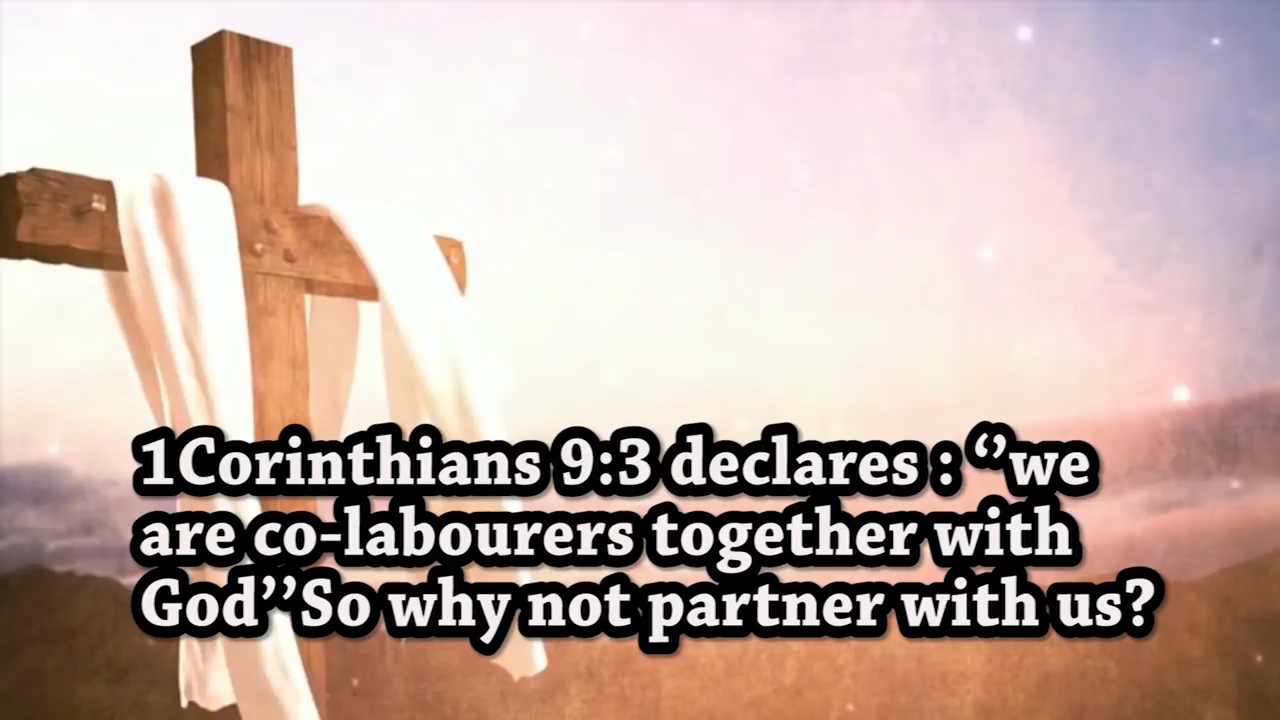 1Corinthians 9:3 declares : ‘’we
are co-labourers together with
God’’So why not partner with us?